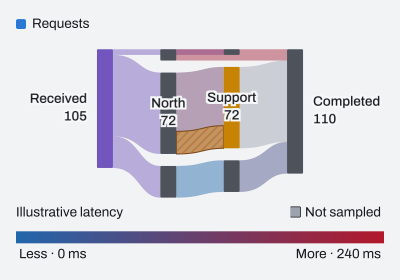 Requests
Received
105
North
72
Support
72
Completed
110
Illustrative latency
Not sampled
Less · 0 ms
More · 240 ms